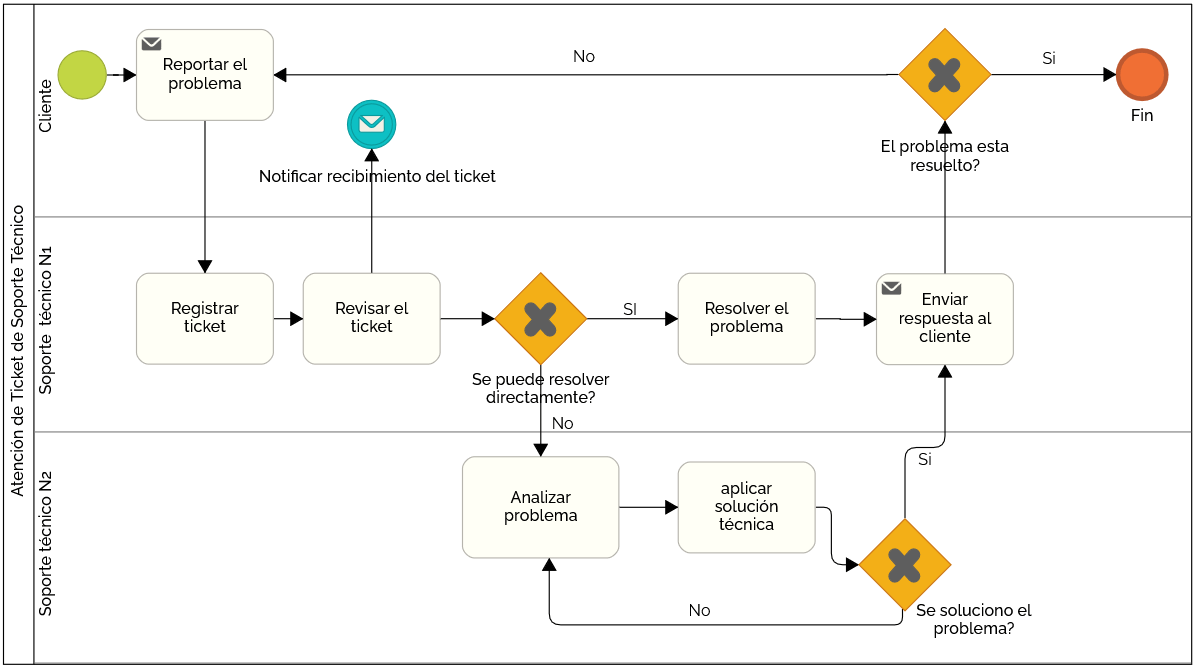 Atención de Ticket de Soporte Técnico
Cliente
Reportar el
problema
No
Si
Fin
El problema esta
resuelto?
Notificar recibimiento del ticket
Soporte técnico N1
Registrar
ticket
Revisar el
ticket
SI
Resolver el
problema
Enviar
respuesta al
cliente
Se puede resolver
directamente?
No
Soporte técnico N2
Analizar
problema
aplicar
solución
técnica
Si
No
Se soluciono el
problema?